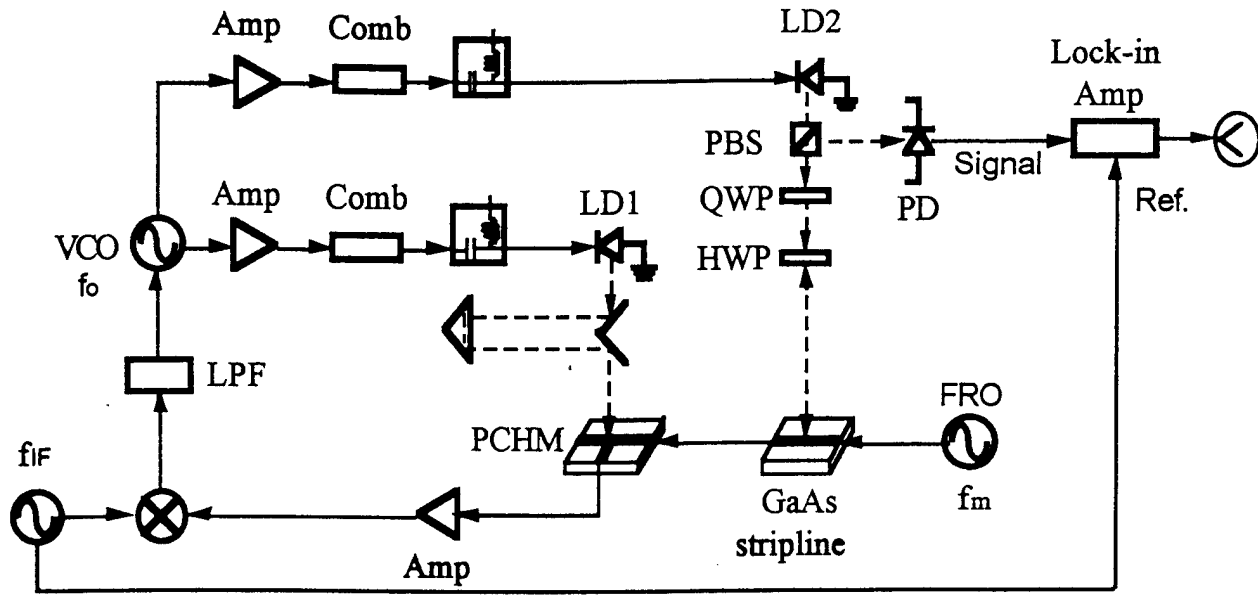 Amp
Comb
LD2
Lock-in
Amp
PBS
Signal
PD
Ref.
QWP
Amp
Comb
LD1
VCO
fo
HWP
LPF
FRO
PCHM
fIF
GaAs
stripline
fm
Amp